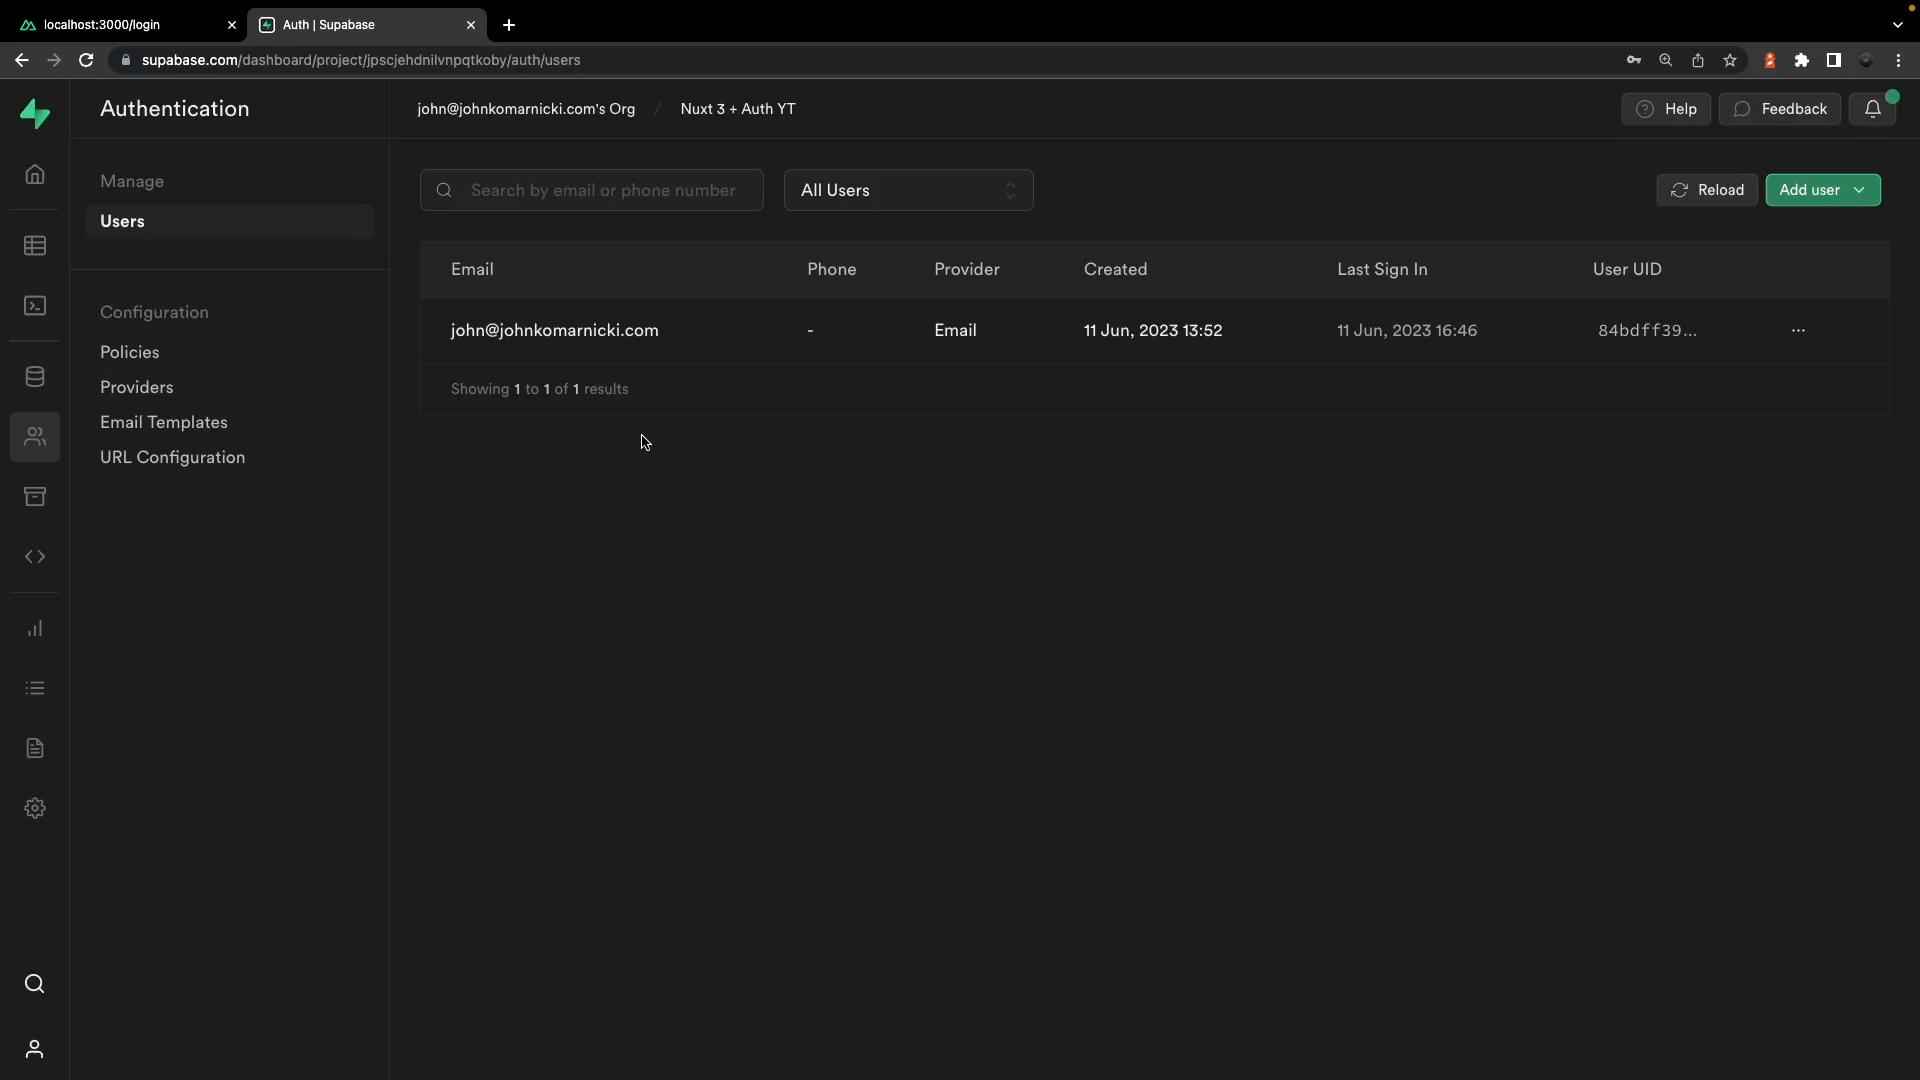 localhost:3000/login
Auth | Supabase
supabase.com/dashboard/project/jpscjehdnilvnpqtkoby/auth/users
Authentication
john@johnkomarnicki.com's Org / Nuxt 3 + Auth YT
Help
Feedback
Manage
Users
Configuration
Policies
Providers
Email Templates
URL Configuration
Search by email or phone number
All Users
Reload
Add user
Email Phone Provider Created Last Sign In User UID
john@johnkomarnicki.com - Email 11 Jun, 2023 13:52 11 Jun, 2023 16:46 84bdff39...
Showing 1 to 1 of 1 results